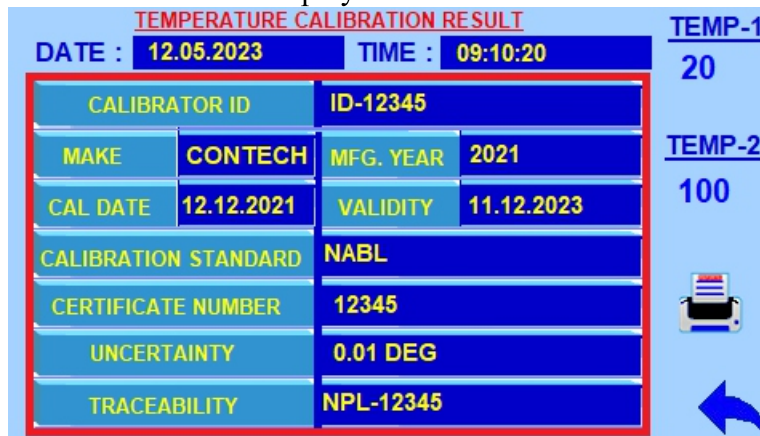 TEMPERATURE CALIBRATION RESULT
DATE : 12.05.2023 TIME : 09:10:20
TEMP-1
20
CALIBRATOR ID ID-12345
MAKE CONTECH MFG. YEAR 2021
TEMP-2
100
CAL DATE 12.12.2021 VALIDITY 11.12.2023
CALIBRATION STANDARD NABL
CERTIFICATE NUMBER 12345
UNCERTAINTY 0.01 DEG
TRACEABILITY NPL-12345